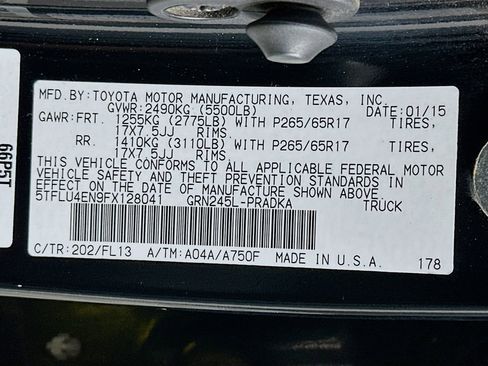 MFD.BY:TOYOTA MOTOR MANUFACTURING, TEXAS, INC.
GVWR:2490KG (5500LB) DATE:01/15
GAWR:FRT. 1255KG (2775LB) WITH P265/65R17 TIRES,
17X7.5JJ RIMS.
RR. 1410KG (3110LB) WITH P265/65R17 TIRES,
17X7.5JJ RIMS.
THIS VEHICLE CONFORMS TO ALL APPLICABLE FEDERAL MOTOR
VEHICLE SAFETY AND THEFT PREVENTION STANDARDS IN
EFFECT ON THE DATE OF MANUFACTURE SHOWN ABOVE.
5TFLU4EN9FX128041 GRN245L-PRADKA TRUCK
C/TR:202/FL13 A/TM:A04A/A750F MADE IN U.S.A. 178
66P5T